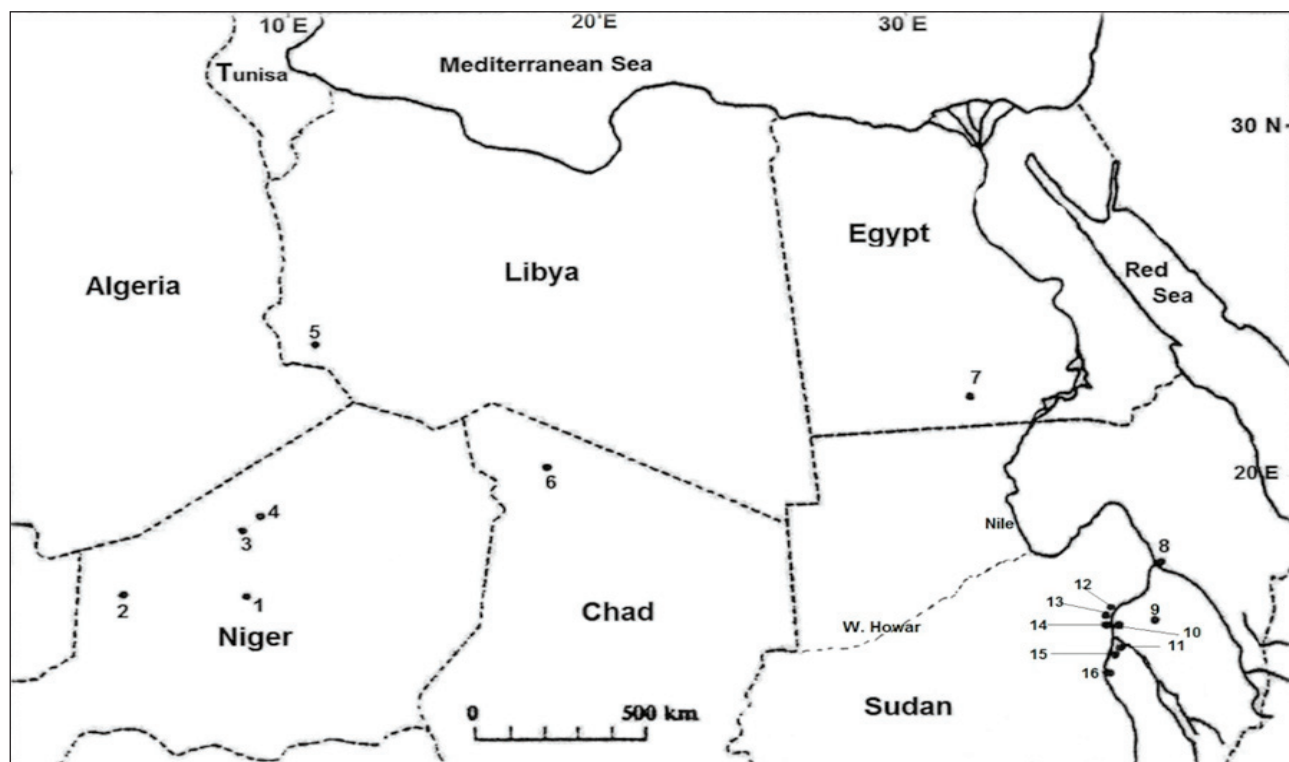 10 E 20 E 30 E
Tunisa
Mediterranean Sea
30 N
Egypt
Algeria
Libya
Red
Sea
5
7
20 E
6
4
3
Nile
8
2
1
12
9
13
Niger
Chad
W. Howar
14
10
11
15
16
0 500 km
Sudan